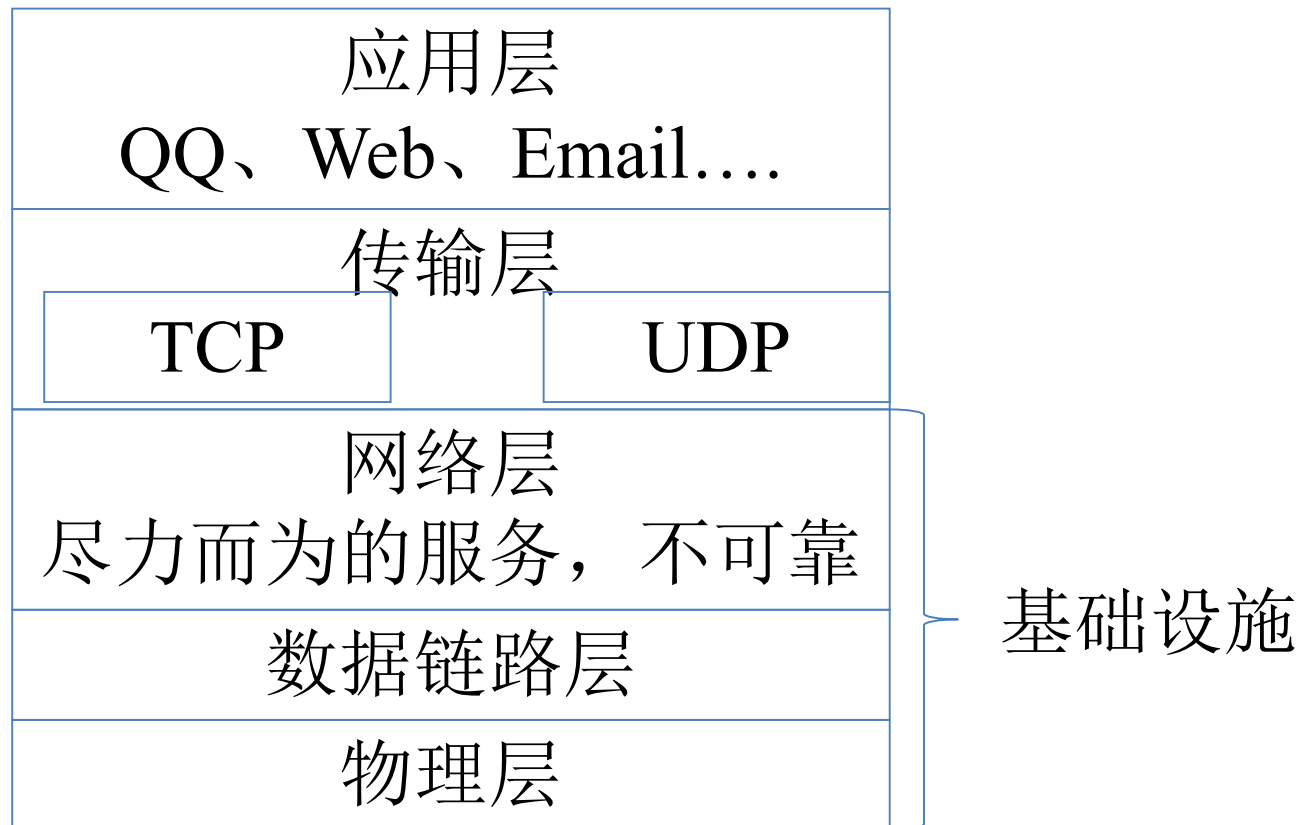 应用层
QQ、Web、Email….
传输层
TCP
UDP
网络层
尽力而为的服务，不可靠
基础设施
数据链路层
物理层